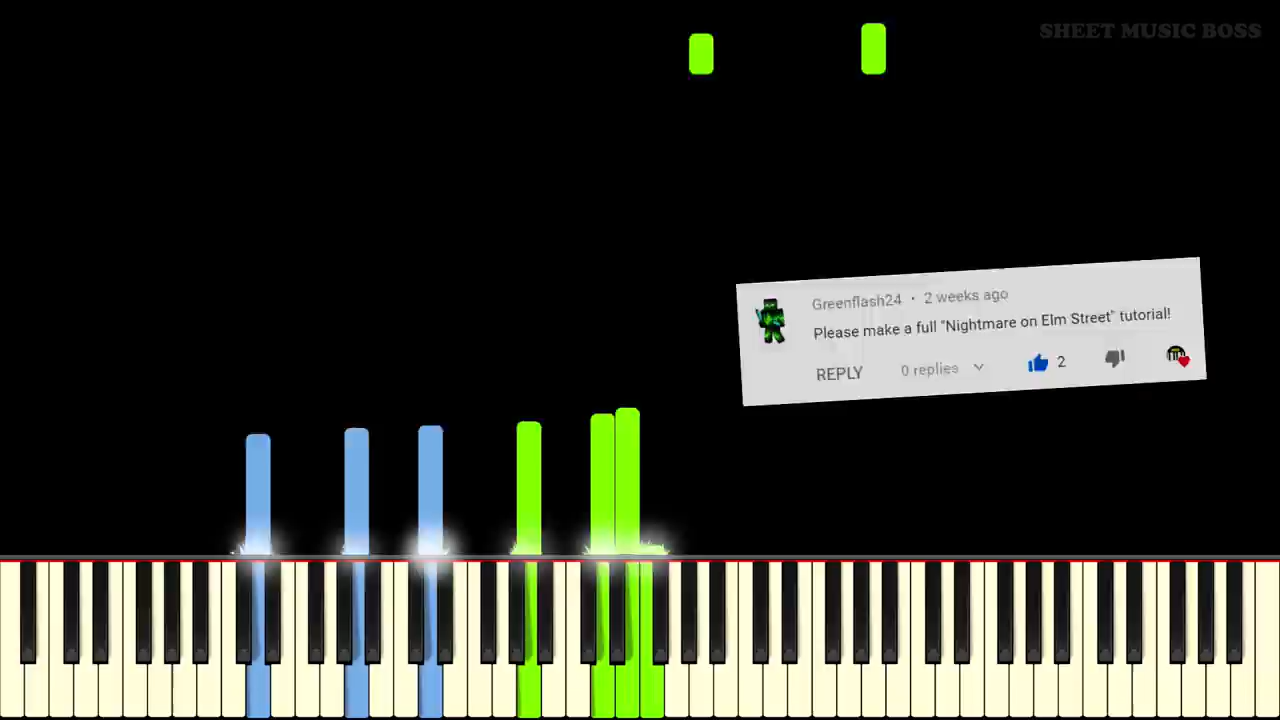 SHEET MUSIC BOSS
Greenflash24 • 2 weeks ago
Please make a full "Nightmare on Elm Street" tutorial!
REPLY 0 replies 2